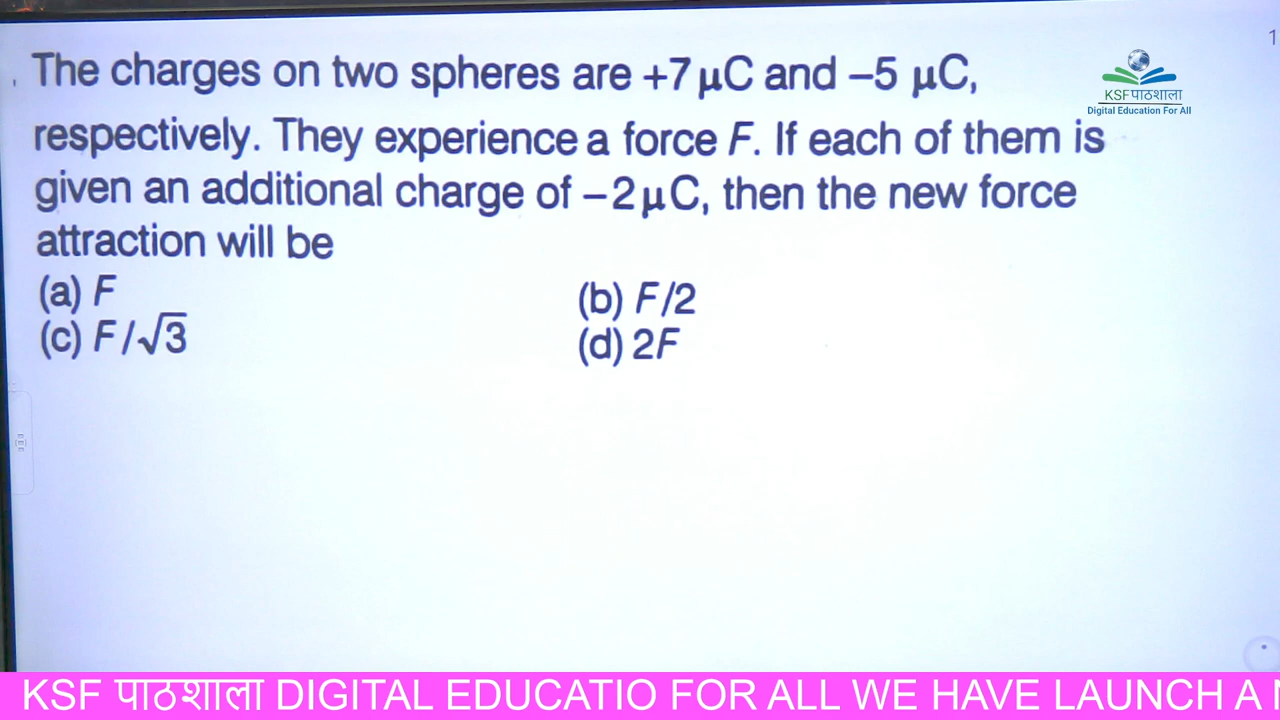 The charges on two spheres are +7 μC and –5 μC,
respectively. They experience a force F. If each of them is
given an additional charge of –2 μC, then the new force
attraction will be
(a) F (b) F/2
(c) F/√3 (d) 2F
1
KSFपाठशाला
Digital Education For All
KSF पाठशाला DIGITAL EDUCATIO FOR ALL WE HAVE LAUNCH A